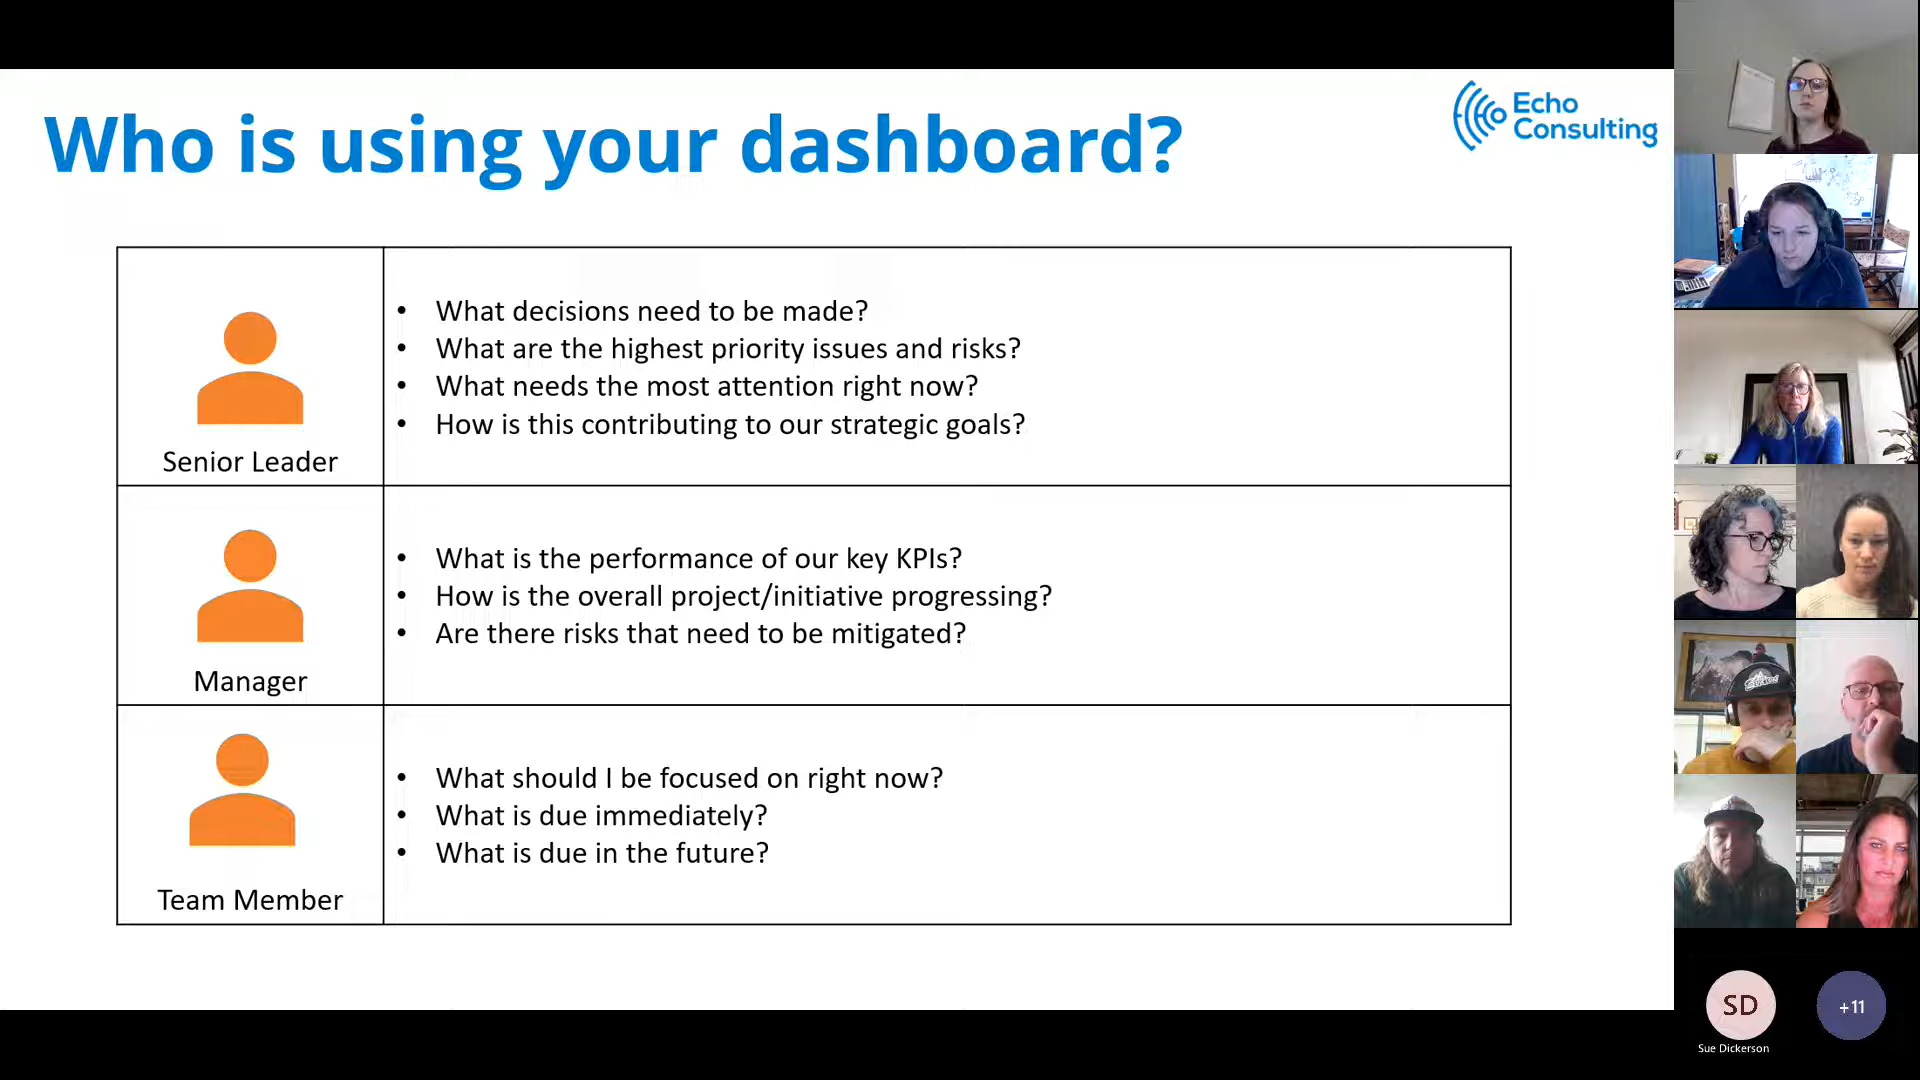 Who is using your dashboard?
Echo
Consulting
• What decisions need to be made?
• What are the highest priority issues and risks?
• What needs the most attention right now?
• How is this contributing to our strategic goals?
Senior Leader
• What is the performance of our key KPIs?
• How is the overall project/initiative progressing?
• Are there risks that need to be mitigated?
Manager
• What should I be focused on right now?
• What is due immediately?
• What is due in the future?
Team Member
SD
+11
Sue Dickerson